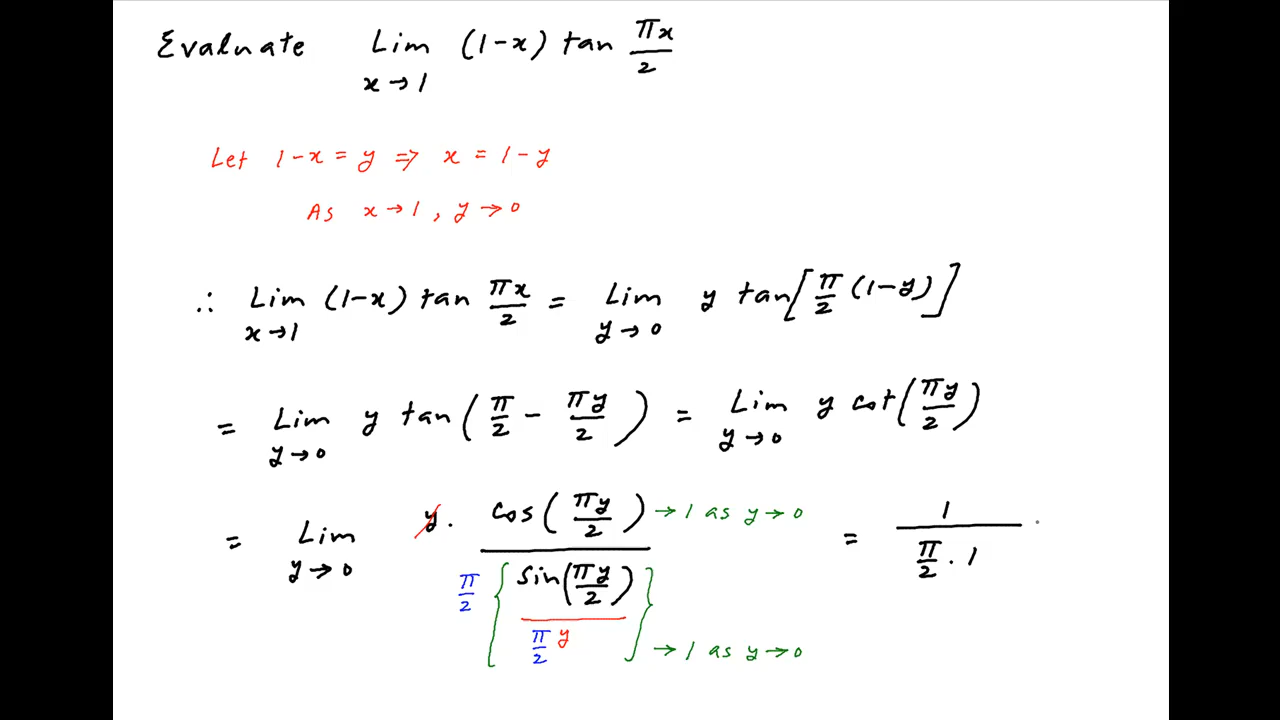 Evaluate Lim x→1 (1-x) tan πx/2
Let 1-x = y ⇒ x = 1-y
As x→1, y→0
∴ Lim x→1 (1-x) tan πx/2 = Lim y→0 y tan[π/2 (1-y)]
= Lim y→0 y tan(π/2 - πy/2) = Lim y→0 y cot(πy/2)
= Lim y→0 y. cos(πy/2) →1 as y→0 = 1
π/2 { sin(πy/2) π/2 . 1
π/2 y } →1 as y→0